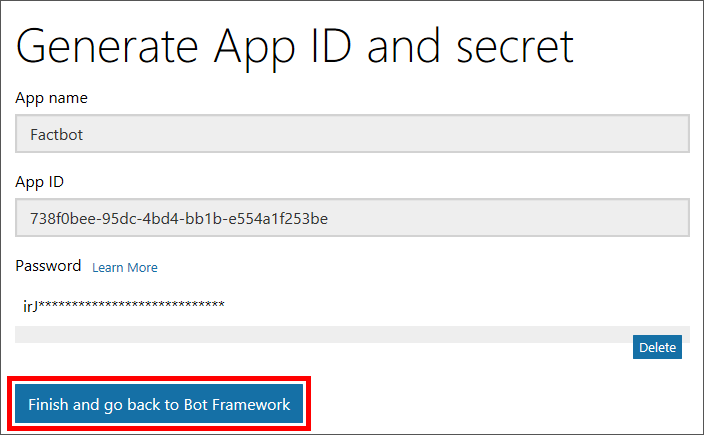 Generate App ID and secret
App name
Factbot
App ID
738f0bee-95dc-4bd4-bb1b-e554a1f253be
Password Learn More
irJ****************************
Delete
Finish and go back to Bot Framework